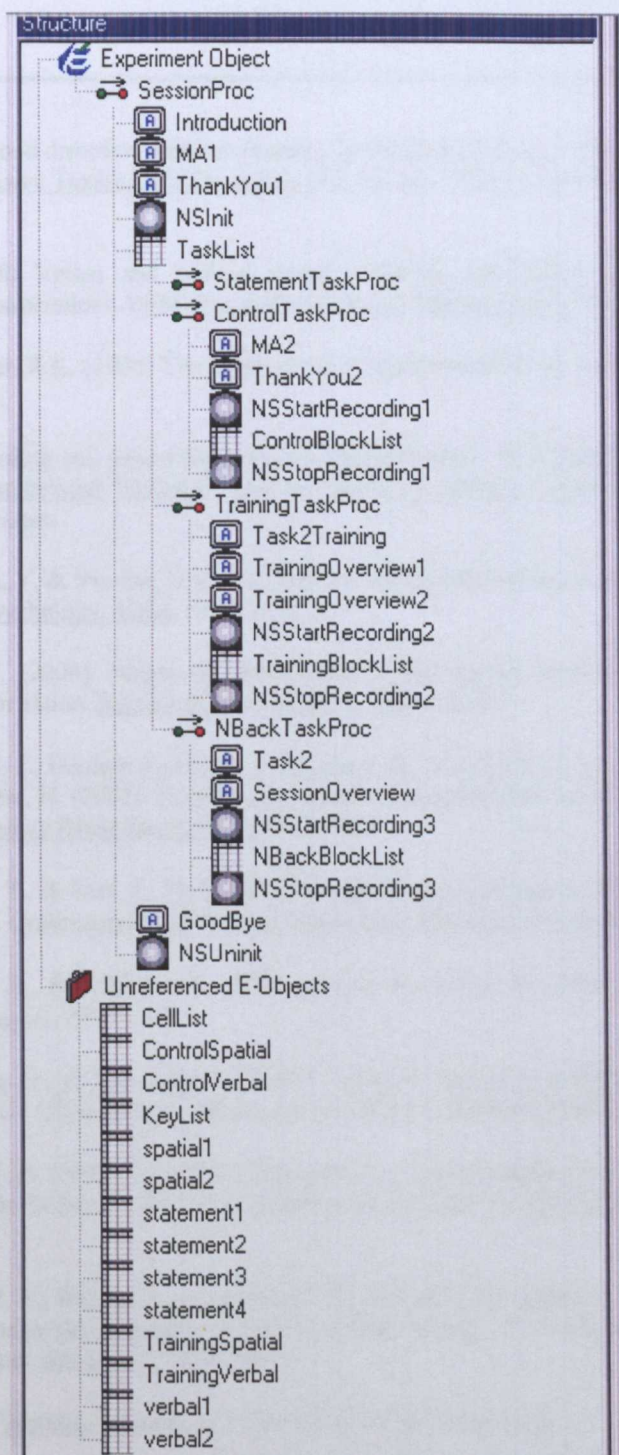 Structure
Experiment Object
SessionProc
Introduction
MA1
ThankYou1
NSInit
TaskList
StatementTaskProc
ControlTaskProc
MA2
ThankYou2
NSStartRecording1
ControlBlockList
NSStopRecording1
TrainingTaskProc
Task2Training
TrainingOverview1
TrainingOverview2
NSStartRecording2
TrainingBlockList
NSStopRecording2
NBackTaskProc
Task2
SessionOverview
NSStartRecording3
NBackBlockList
NSStopRecording3
GoodBye
NSUninit
Unreferenced E-Objects
CellList
ControlSpatial
ControlVerbal
KeyList
spatial1
spatial2
statement1
statement2
statement3
statement4
TrainingSpatial
TrainingVerbal
verbal1
verbal2